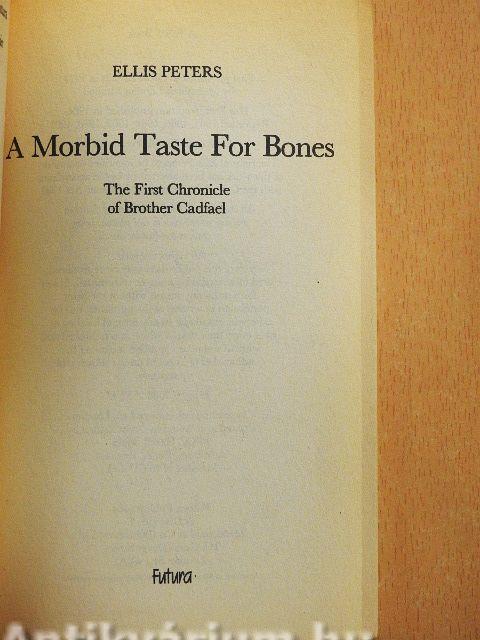 ELLIS PETERS
A Morbid Taste For Bones
The First Chronicle
of Brother Cadfael
Futura
Antikvárium.hu